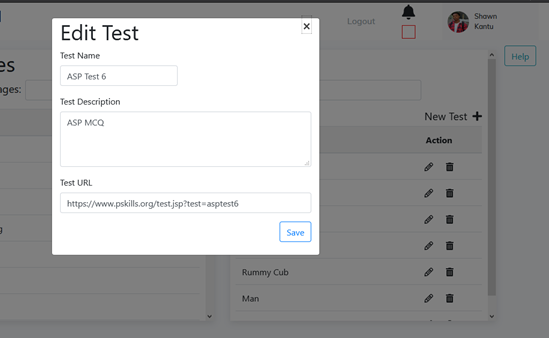 Edit Test
×
Test Name
ASP Test 6
Test Description
ASP MCQ
Test URL
https://www.pskills.org/test.jsp?test=asptest6
Save
Logout
Shawn
Kantu
Help
es
ages:
New Test
Action
g
Rummy Cub
Man